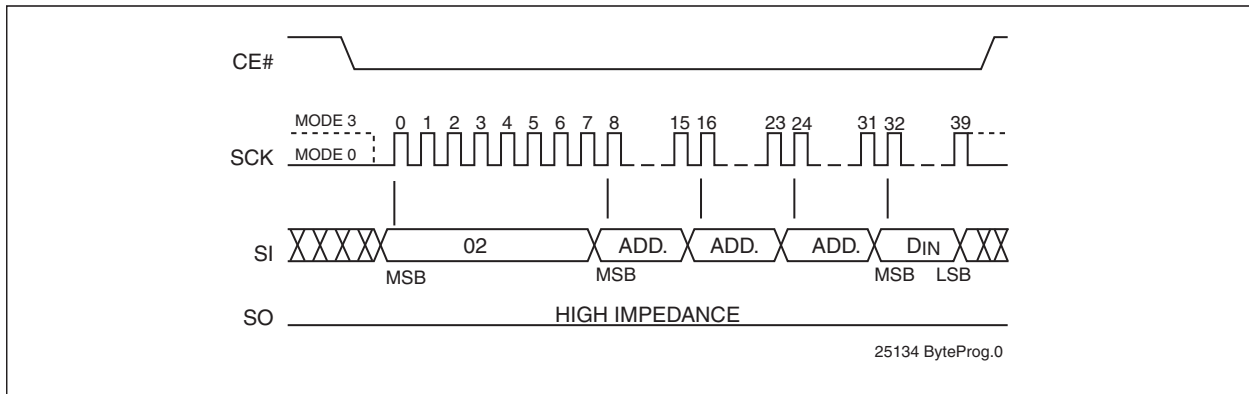 CE#
MODE 3
0 1 2 3 4 5 6 7 8 15 16 23 24 31 32 39
SCK
MODE 0
SI
02 ADD. ADD. ADD. DIN
MSB MSB MSB LSB
SO
HIGH IMPEDANCE
25134 ByteProg.0